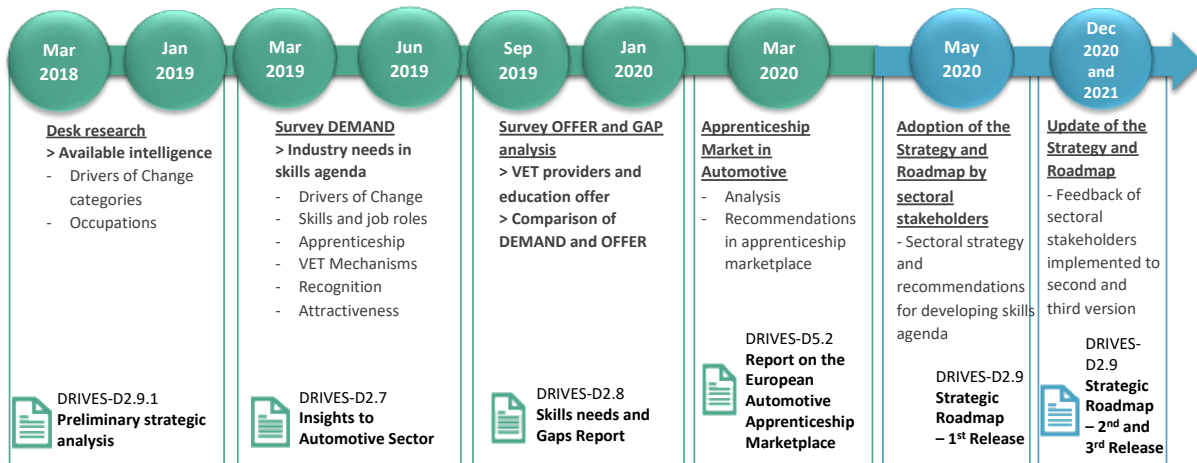 Mar
2018
Jan
2019
Mar
2019
Jun
2019
Sep
2019
Jan
2020
Mar
2020
May
2020
Dec
2020
and
2021
Desk research
> Available intelligence
- Drivers of Change
categories
- Occupations
DRIVES-D2.9.1
Preliminary strategic
analysis
Survey DEMAND
> Industry needs in
skills agenda
- Drivers of Change
- Skills and job roles
- Apprenticeship
- VET Mechanisms
- Recognition
- Attractiveness
DRIVES-D2.7
Insights to
Automotive Sector
Survey OFFER and GAP
analysis
> VET providers and
education offer
> Comparison of
DEMAND and OFFER
DRIVES-D2.8
Skills needs and
Gaps Report
Apprenticeship
Market in
Automotive
- Analysis
- Recommendations
in apprenticeship
marketplace
DRIVES-D5.2
Report on the
European
Automotive
Apprenticeship
Marketplace
Adoption of the
Strategy and
Roadmap by
sectoral
stakeholders
- Sectoral strategy
and
recommendations
for developing skills
agenda
DRIVES-D2.9
Strategic
Roadmap
– 1st Release
Update of the
Strategy and
Roadmap
- Feedback of
sectoral
stakeholders
implemented to
second and
third version
DRIVES-
D2.9
Strategic
Roadmap
– 2nd and
3rd Release